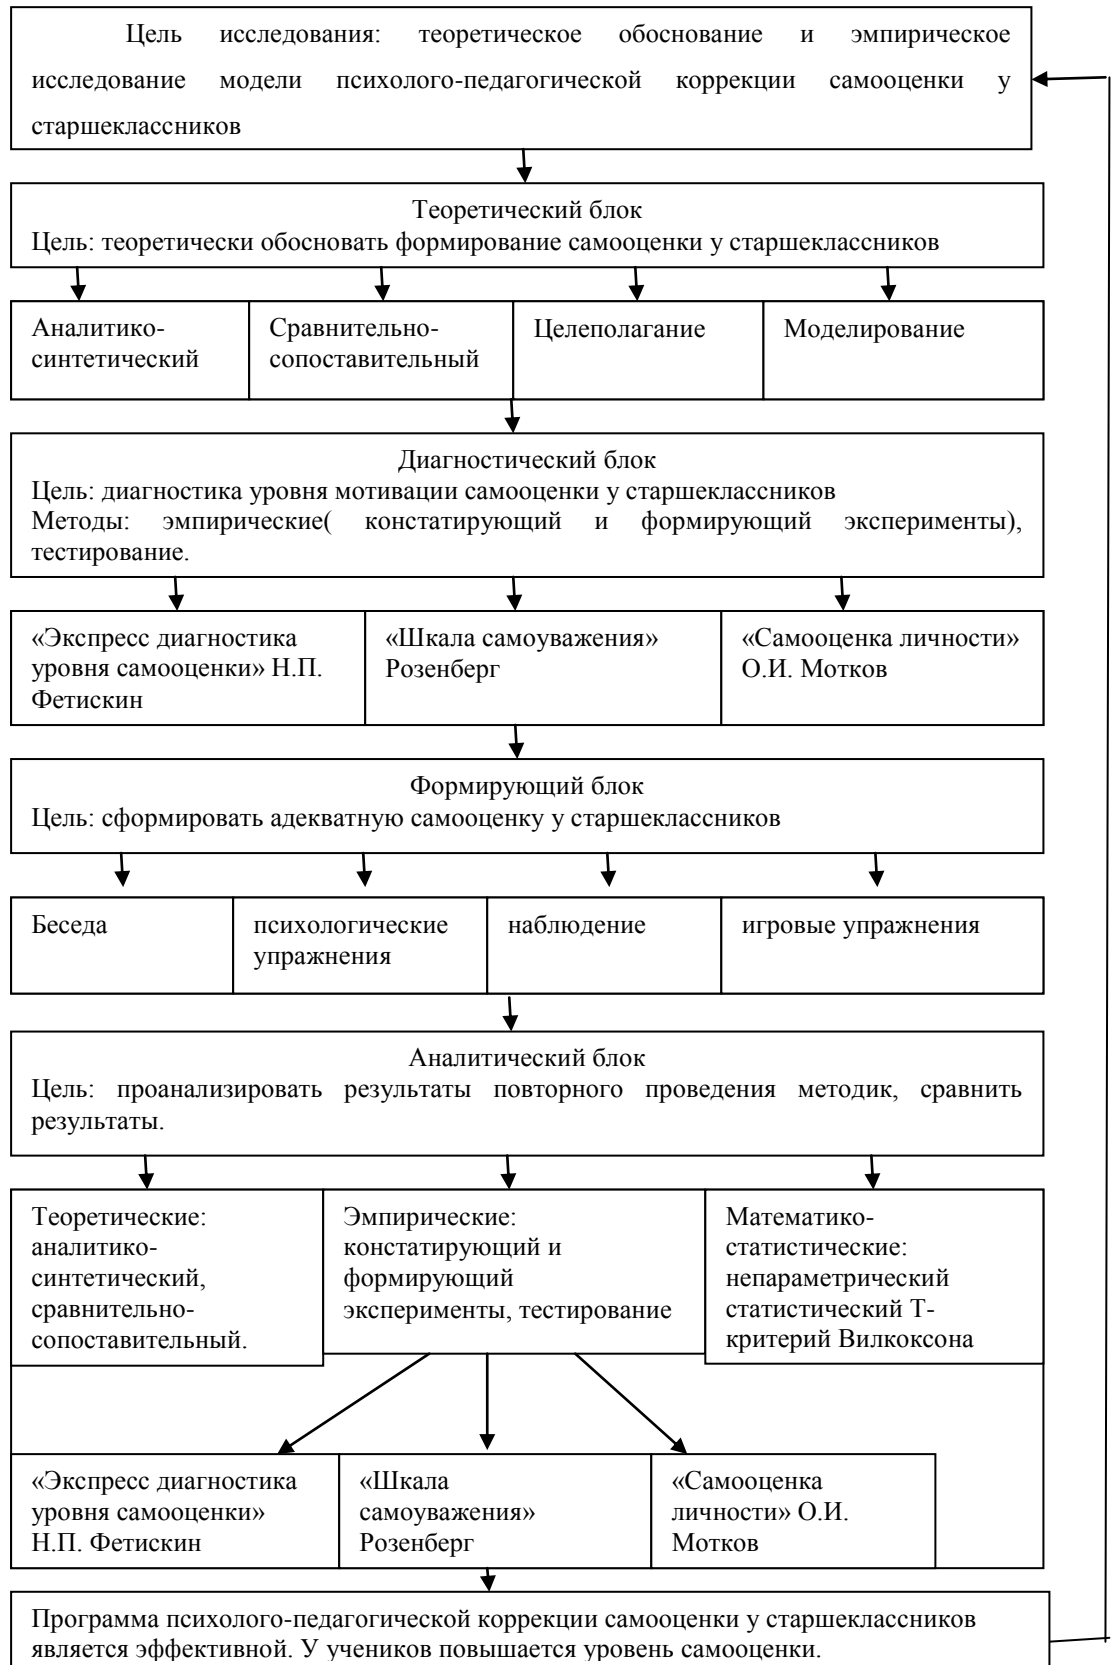 Цель исследования: теоретическое обоснование и эмпирическое
исследование модели психолого-педагогической коррекции самооценки у
старшеклассников
Теоретический блок
Цель: теоретически обосновать формирование самооценки у старшеклассников
Аналитико-
синтетический
Сравнительно-
сопоставительный
Целеполагание
Моделирование
Диагностический блок
Цель: диагностика уровня мотивации самооценки у старшеклассников
Методы: эмпирические( констатирующий и формирующий эксперименты),
тестирование.
«Экспресс диагностика
уровня самооценки» Н.П.
Фетискин
«Шкала самоуважения»
Розенберг
«Самооценка личности»
О.И. Мотков
Формирующий блок
Цель: сформировать адекватную самооценку у старшеклассников
Беседа
психологические
упражнения
наблюдение
игровые упражнения
Аналитический блок
Цель: проанализировать результаты повторного проведения методик, сравнить
результаты.
Теоретические:
аналитико-
синтетический,
сравнительно-
сопоставительный.
Эмпирические:
констатирующий и
формирующий
эксперименты, тестирование
Математико-
статистические:
непараметрический
статистический Т-
критерий Вилкоксона
«Экспресс диагностика
уровня самооценки»
Н.П. Фетискин
«Шкала
самоуважения»
Розенберг
«Самооценка
личности» О.И.
Мотков
Программа психолого-педагогической коррекции самооценки у старшеклассников
является эффективной. У учеников повышается уровень самооценки.